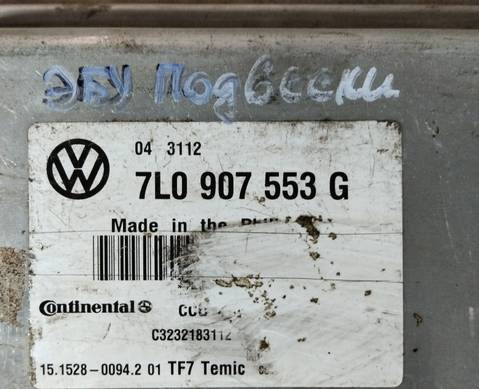 ЭБУ Подвески
04 3112
7L0 907 553 G
Made in the
Continental
C3232183112
15.1528-0094.2 01 TF7 Temic